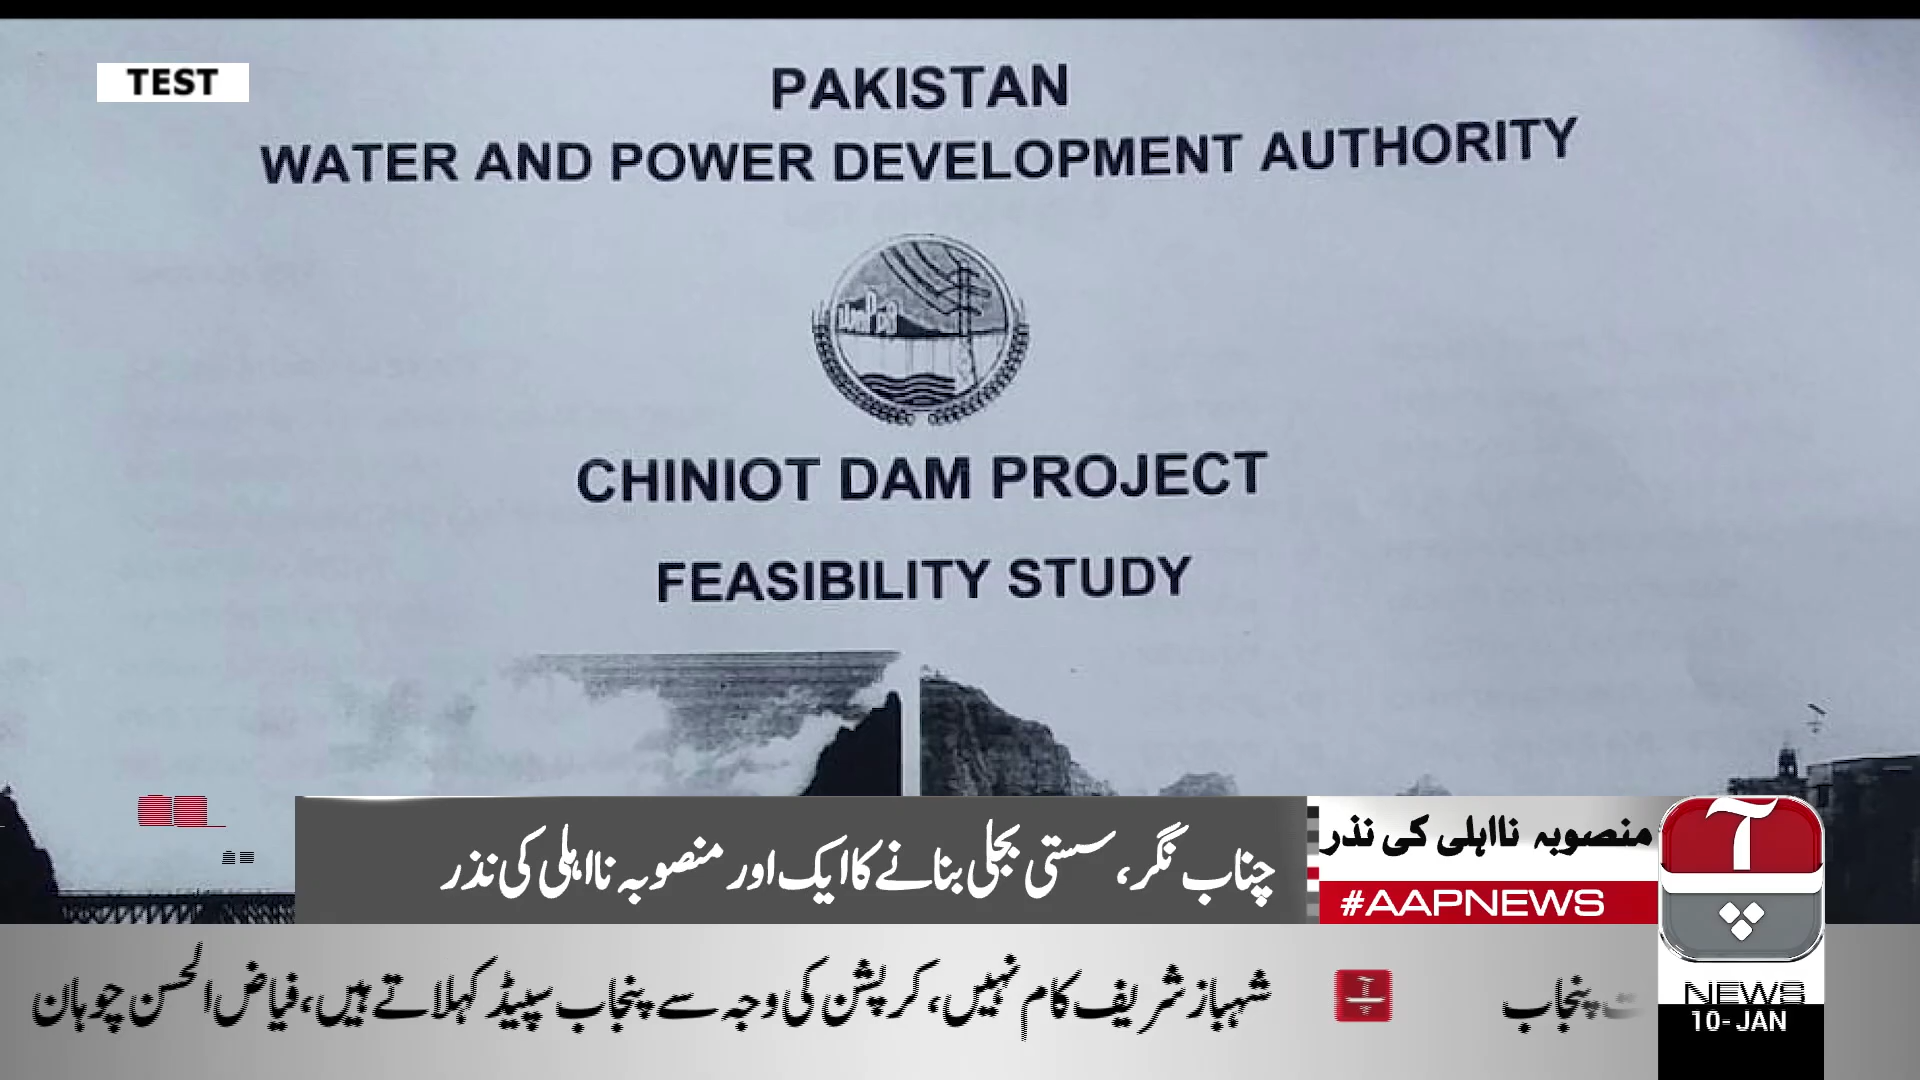 TEST
PAKISTAN
WATER AND POWER DEVELOPMENT AUTHORITY
CHINIOT DAM PROJECT
FEASIBILITY STUDY
چناب نگر، سستی بجلی بنانے کا ایک اور منصوبہ نااہلی کی نذر
منصوبہ نااہلی کی نذر
#AAPNEWS
شہباز شریف کام نہیں، کرپشن کی وجہ سے پنجاب سپیڈ کہلاتے ہیں، فیاض الحسن چوہان
پنجاب
آپ
NEWS
10-JAN